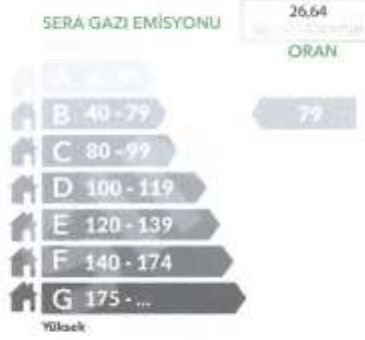 SERA GAZI EMİSYONU
26,64
ORAN
A
B 40 - 79
79
C 80 - 99
D 100 - 119
E 120 - 139
F 140 - 174
G 175 - ...
Yüksek